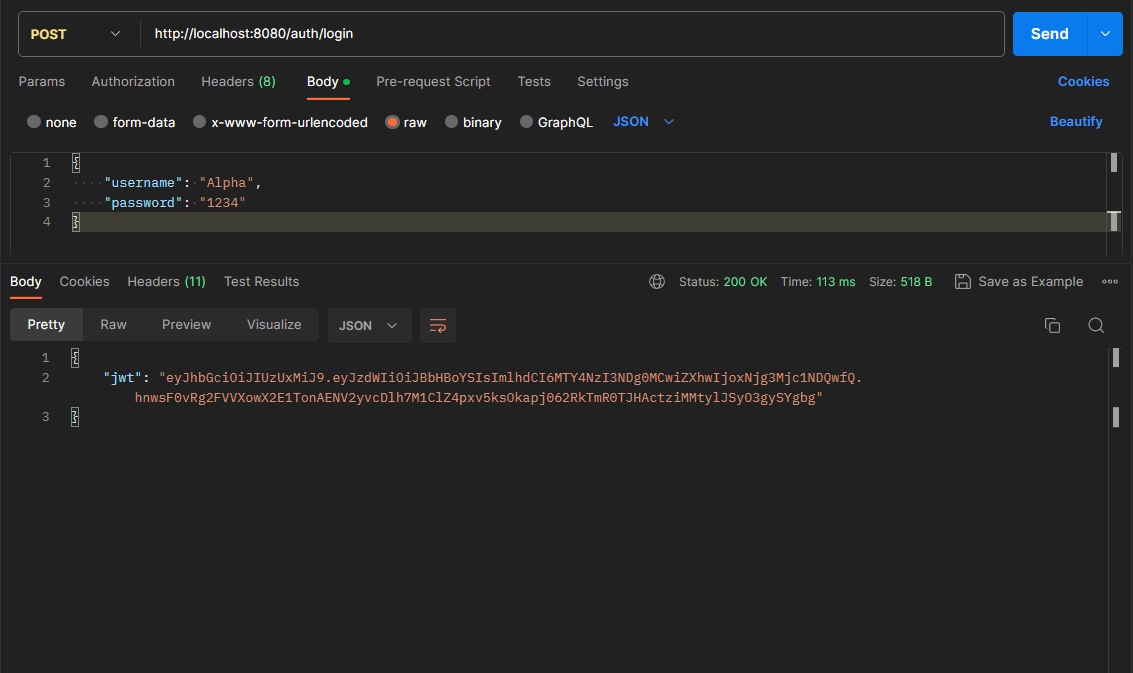 POST http://localhost:8080/auth/login Send
Params Authorization Headers (8) Body Pre-request Script Tests Settings Cookies
none form-data x-www-form-urlencoded raw binary GraphQL JSON Beautify
1 {
2 "username": "Alpha",
3 "password": "1234"
4 }
Body Cookies Headers (11) Test Results Status: 200 OK Time: 113 ms Size: 518 B Save as Example
Pretty Raw Preview Visualize JSON
1 {
2 "jwt": "eyJhbGciOiJIUzUxMiJ9.eyJzdWIiOiJBbHBoYSIsImlhdCI6MTY4NzI3NDg0MCwiZXhwIjoxNjg3Mjc1NDQwfQ.
hnwsF0vRg2FVVXowX2E1TonAENV2yvcDlh7M1ClZ4pxv5ksOkapj062RkTmR0TJHActziMMtylJSyO3gySYgbg"
3 }